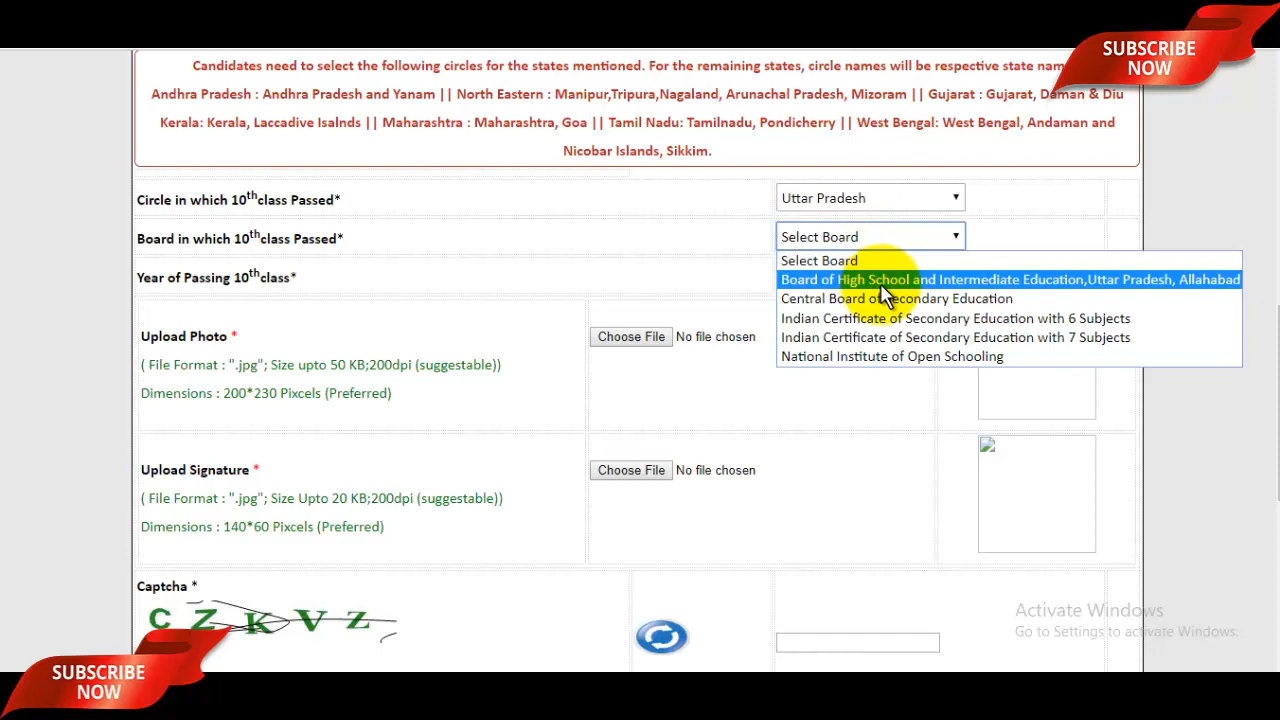 SUBSCRIBE
NOW
Candidates need to select the following circles for the states mentioned. For the remaining states, circle names will be respective state nam
Andhra Pradesh : Andhra Pradesh and Yanam || North Eastern : Manipur,Tripura,Nagaland, Arunachal Pradesh, Mizoram || Gujarat : Gujarat, Daman & Diu
Kerala: Kerala, Laccadive Isalnds || Maharashtra : Maharashtra, Goa || Tamil Nadu: Tamilnadu, Pondicherry || West Bengal: West Bengal, Andaman and
Nicobar Islands, Sikkim.
Circle in which 10th class Passed* Uttar Pradesh
Board in which 10th class Passed* Select Board
Select Board
Year of Passing 10th class* Board of High School and Intermediate Education,Uttar Pradesh, Allahabad
Central Board of Secondary Education
Indian Certificate of Secondary Education with 6 Subjects
Indian Certificate of Secondary Education with 7 Subjects
National Institute of Open Schooling
Upload Photo * Choose File No file chosen
( File Format : ".jpg"; Size upto 50 KB;200dpi (suggestable))
Dimensions : 200*230 Pixcels (Preferred)
Upload Signature * Choose File No file chosen
( File Format : ".jpg"; Size Upto 20 KB;200dpi (suggestable))
Dimensions : 140*60 Pixcels (Preferred)
Captcha *
C Z K V Z
Activate Windows
Go to Settings to activate Windows.
SUBSCRIBE
NOW